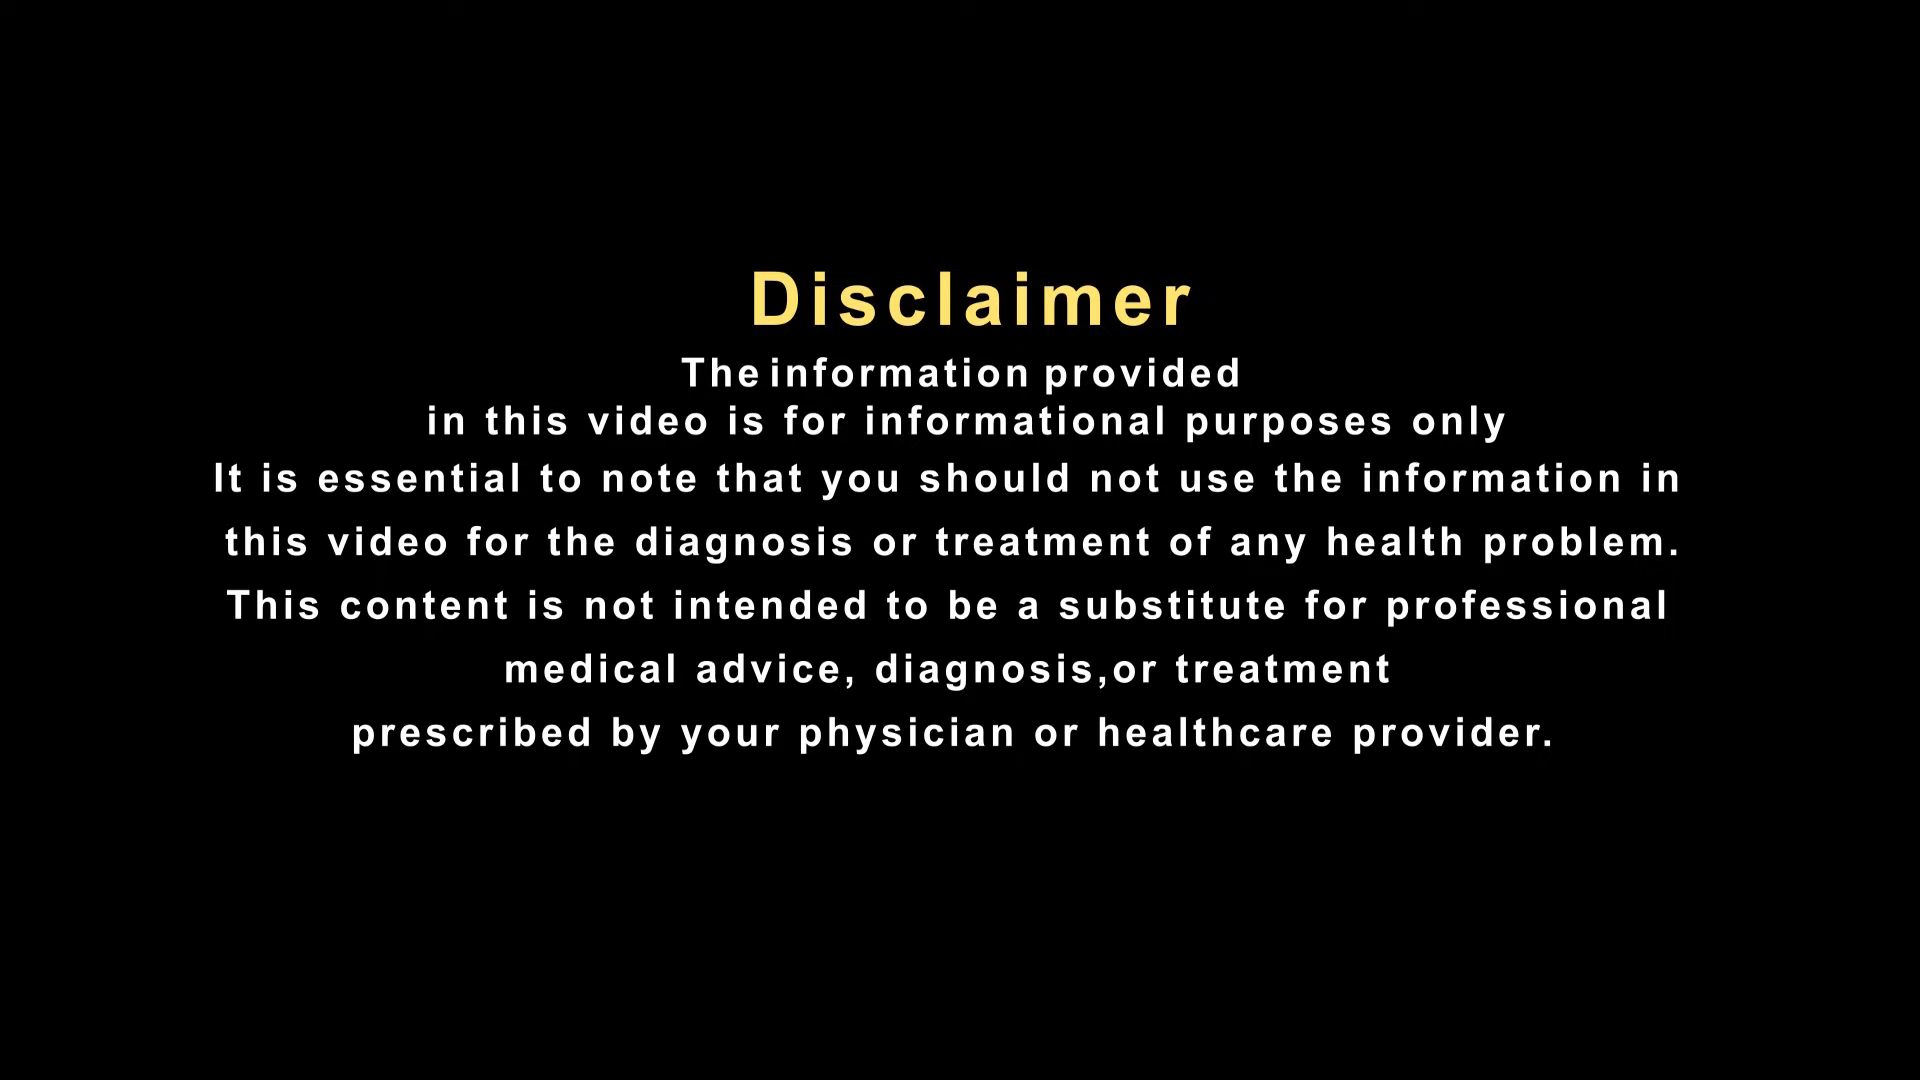 Disclaimer
The information provided
in this video is for informational purposes only
It is essential to note that you should not use the information in
this video for the diagnosis or treatment of any health problem.
This content is not intended to be a substitute for professional
medical advice, diagnosis,or treatment
prescribed by your physician or healthcare provider.